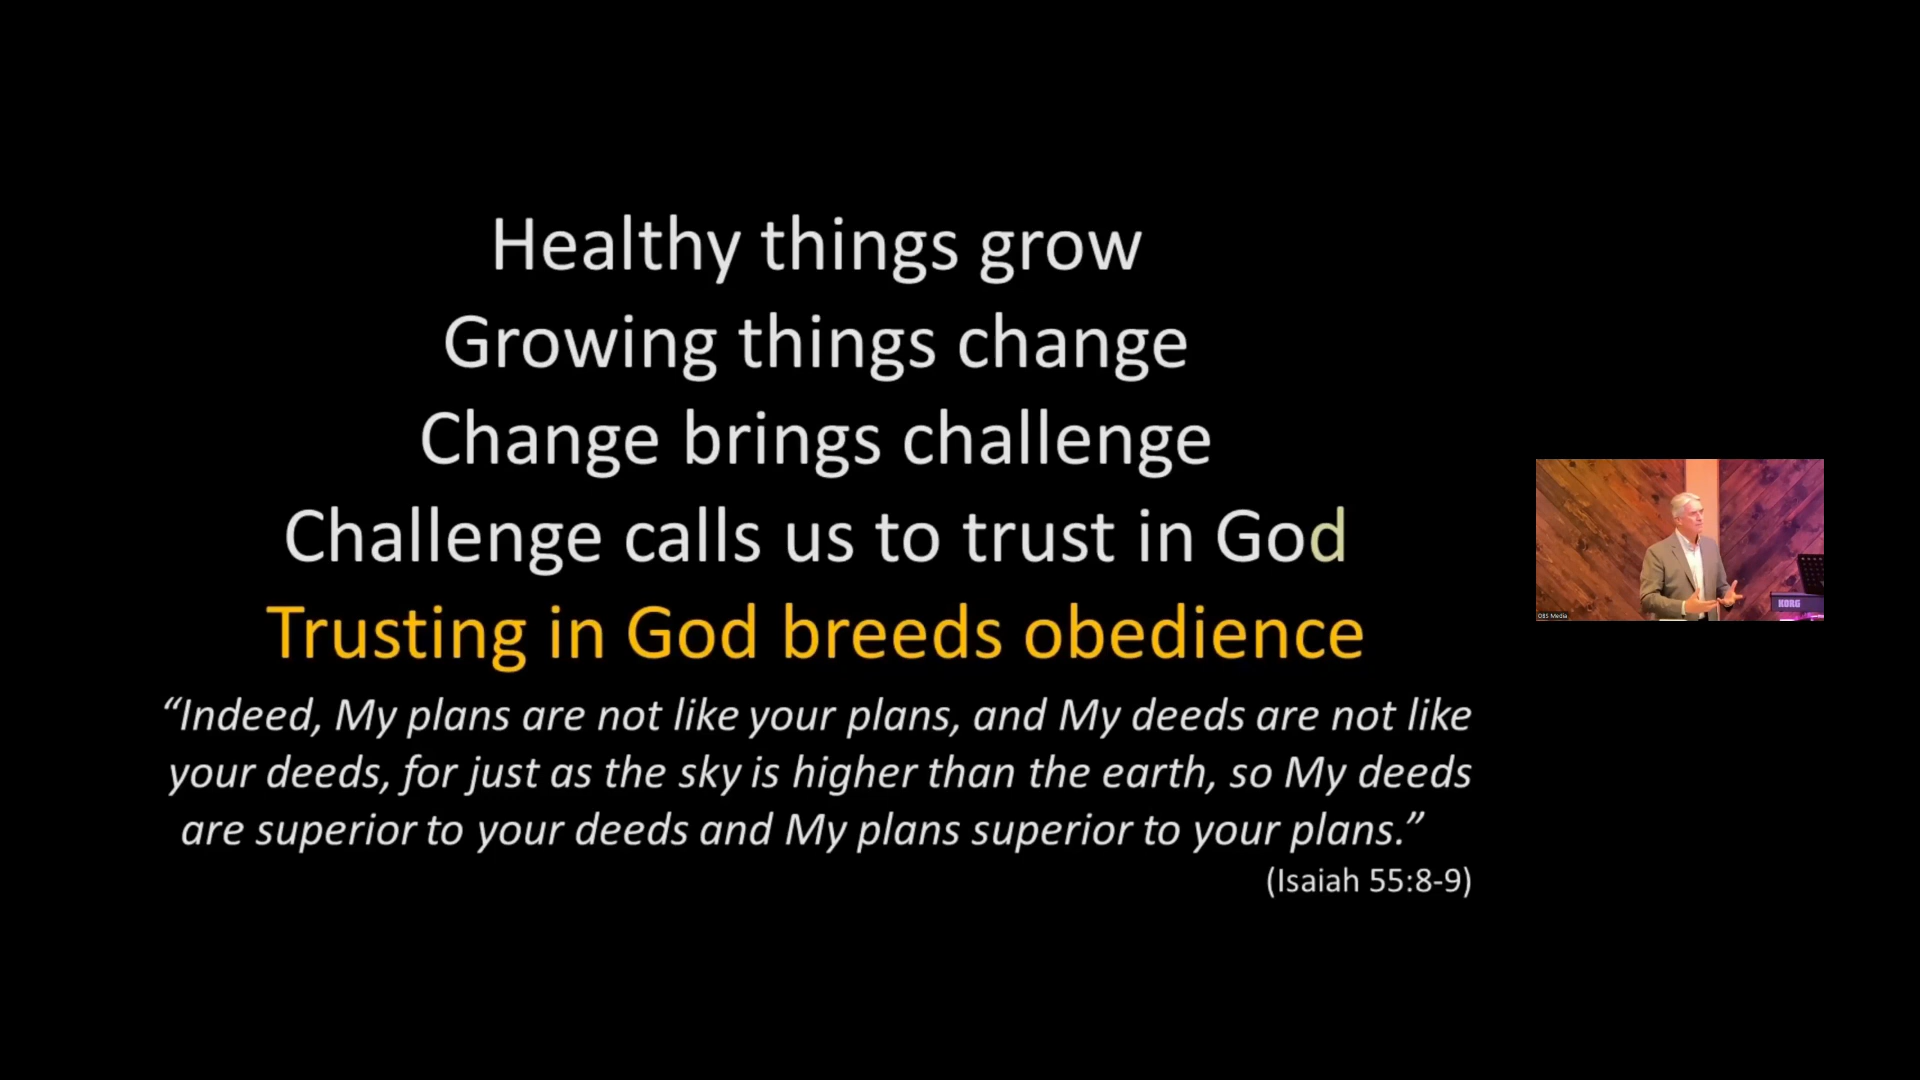 Healthy things grow
Growing things change
Change brings challenge
Challenge calls us to trust in God
Trusting in God breeds obedience
“Indeed, My plans are not like your plans, and My deeds are not like
your deeds, for just as the sky is higher than the earth, so My deeds
are superior to your deeds and My plans superior to your plans.”
(Isaiah 55:8-9)
KORG
OBS Media